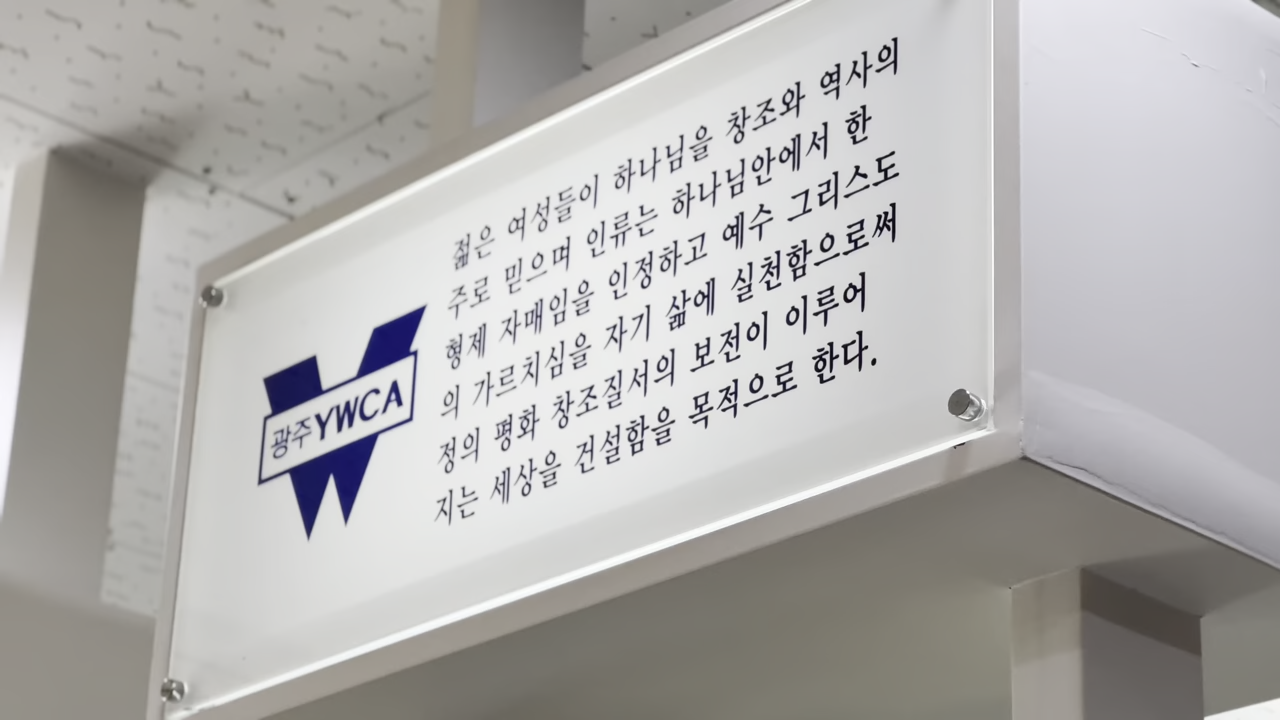 광주YWCA
젊은 여성들이 하나님을 창조와 역사의
주로 믿으며 인류는 하나님안에서 한
형제 자매임을 인정하고 예수 그리스도
의 가르치심을 자기 삶에 실천함으로써
정의 평화 창조질서의 보전이 이루어
지는 세상을 건설함을 목적으로 한다.